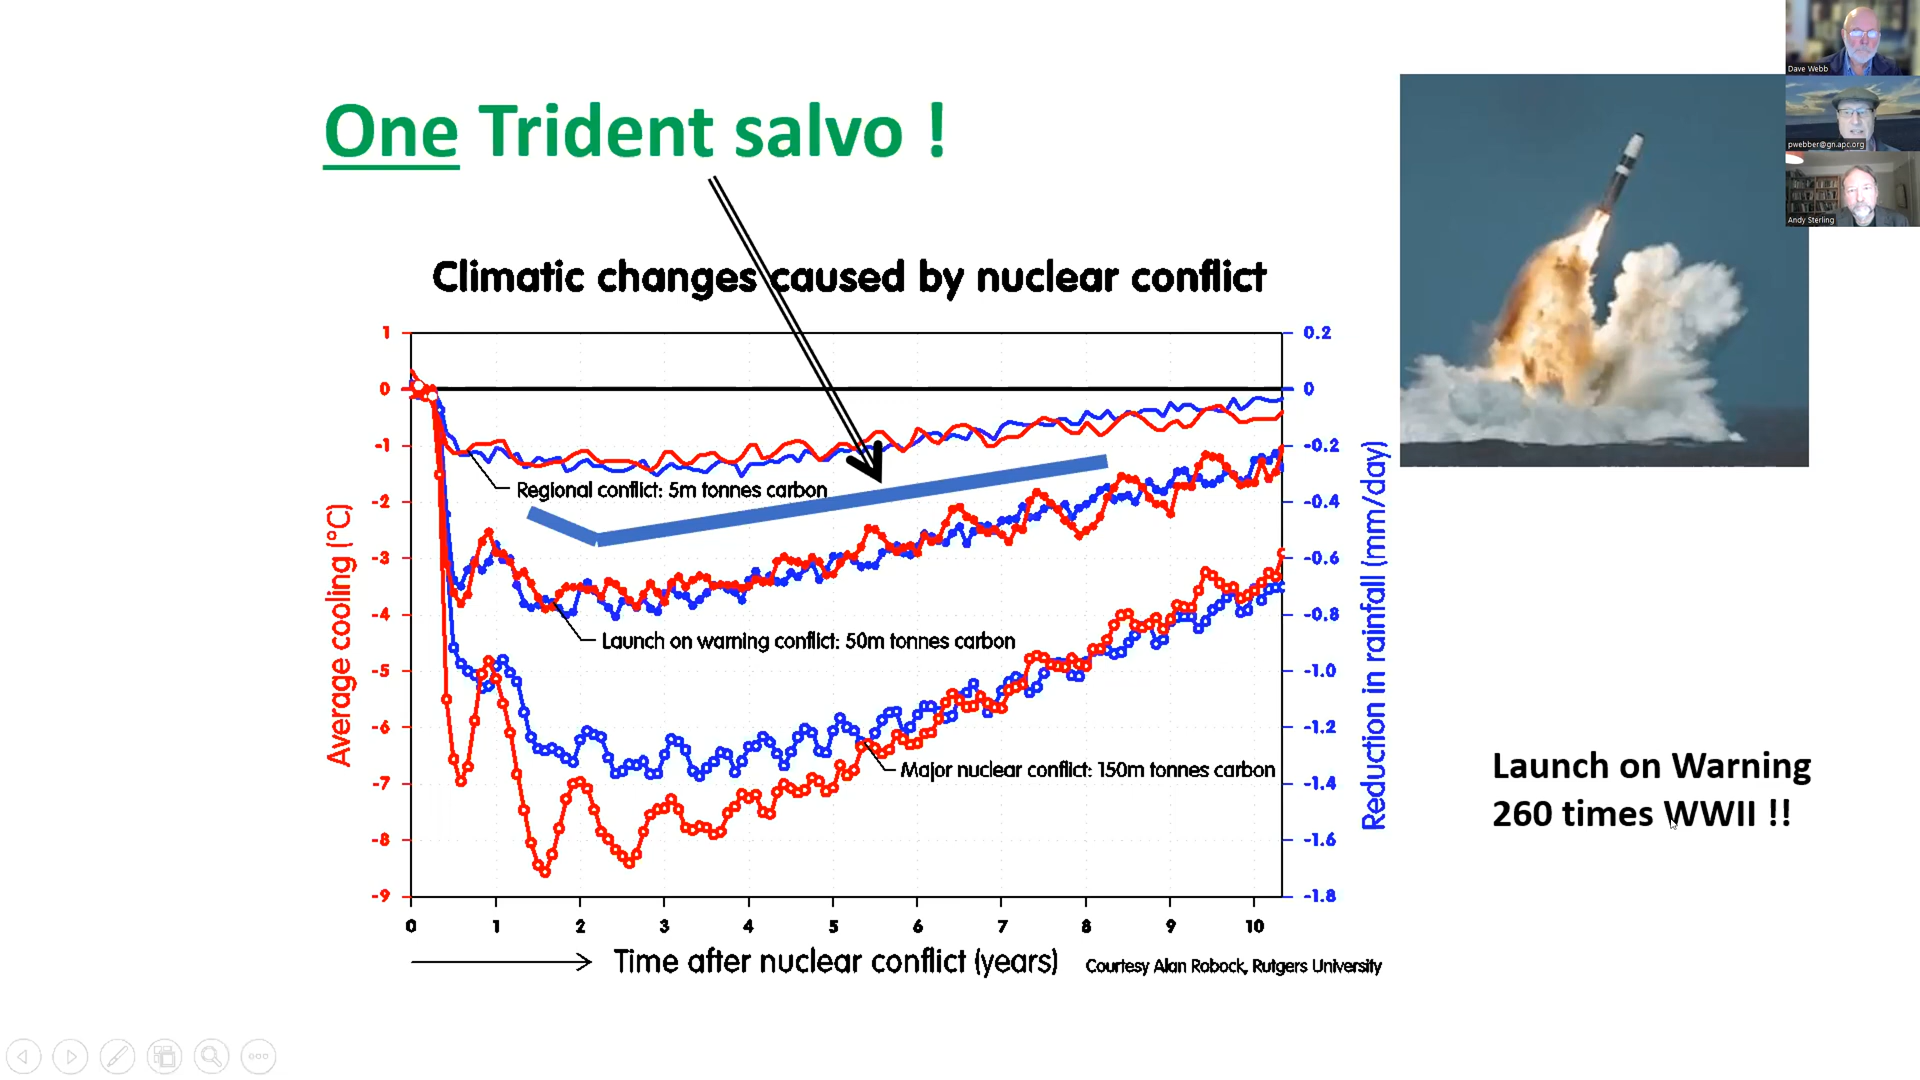 One Trident salvo !
Dave Webb
pwebber@gn.apc.org
Andy Sterling
Climatic changes caused by nuclear conflict
1
0
-1
-2
-3
-4
-5
-6
-7
-8
-9
Average cooling (°C)
0.2
0
-0.2
-0.4
-0.6
-0.8
-1.0
-1.2
-1.4
-1.6
-1.8
Reduction in rainfall (mm/day)
Regional conflict: 5m tonnes carbon
Launch on warning conflict: 50m tonnes carbon
Major nuclear conflict: 150m tonnes carbon
0 1 2 3 4 5 6 7 8 9 10
Time after nuclear conflict (years)
Courtesy Alan Robock, Rutgers University
Launch on Warning
260 times WWII !!